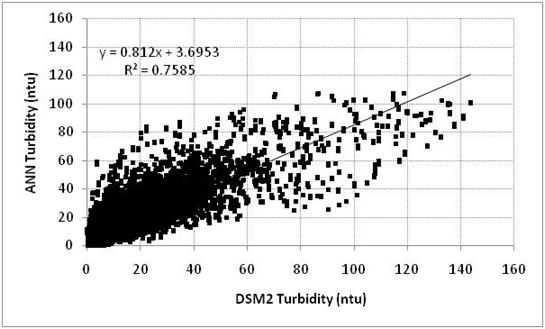 160
140
120
100
80
60
40
20
0
y = 0.812x + 3.6953
R² = 0.7585
ANN Turbidity (ntu)
0 20 40 60 80 100 120 140 160
DSM2 Turbidity (ntu)